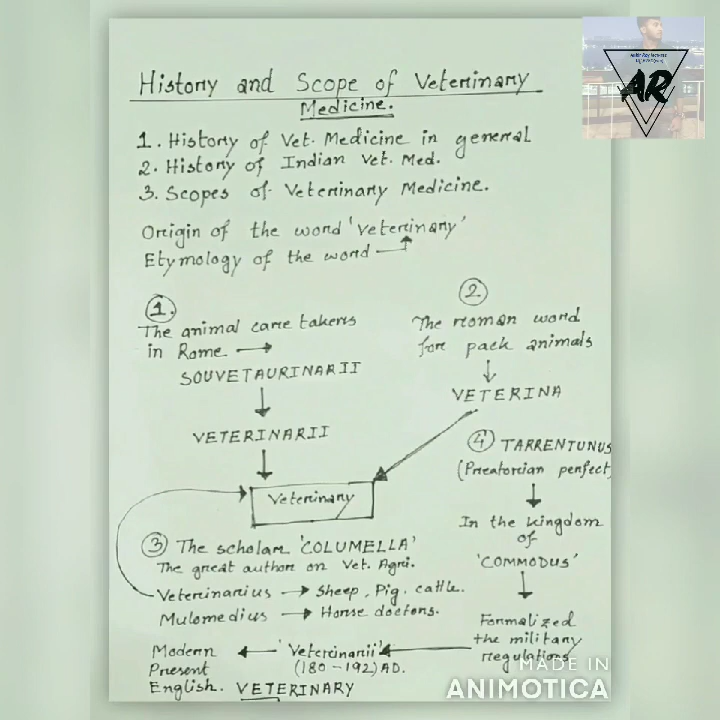 History and Scope of Veterinary
Medicine.
1. History of Vet. Medicine in general
2. History of Indian Vet. Med.
3. Scopes of Veterinary Medicine.
Origin of the word 'Veterinary'
Etymology of the word
1.
The animal care takers
in Rome →
SOUVETAURINARII
↓
VETERINARII
↓
Veterinary
2.
The Roman word
for pack animals
↓
VETERINA
3 The scholar 'COLUMELLA'
The great author on Vet. Agri.
Veterinarius → Sheep, Pig, cattle.
Mulomedius → Horse doctors.
4 TARRENTUNUS
(Preatorian perfect)
↓
In the kingdom
of
'COMMODUS'
↓
Formalized
the military
regulations
'Veterinarii'
(180-192) AD.
Modern
Present
English. VETERINARY
AR
MADE IN
ANIMOTICA